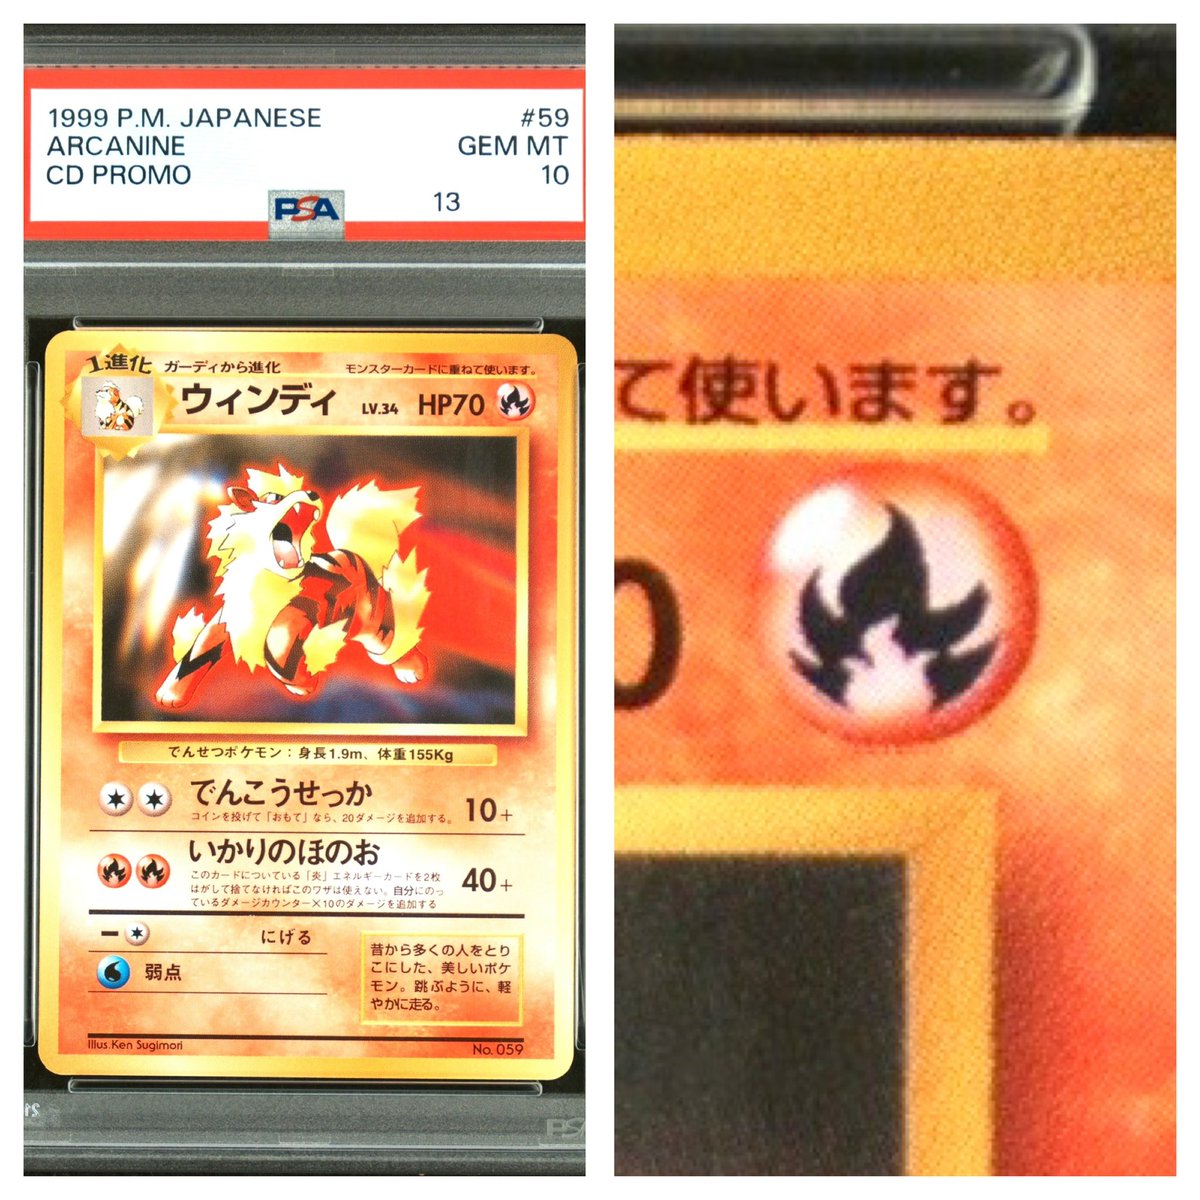 1999 P.M. JAPANESE #59
ARCANINE GEM MT
CD PROMO 10
PSA 13
1進化 ガーディから進化 モンスターカードに重ねて使います。
ウィンディ LV.34 HP70
でんせつポケモン：身長1.9m、体重155Kg
でんこうせっか 10+
コインを投げて「おもて」なら、20ダメージを追加する。
いかりのほのお 40+
このカードについている「炎」エネルギーカードを2枚
はがして捨てなければこのワザは使えない。自分にのっ
ているダメージカウンター×10のダメージを追加する
にげる
弱点
昔から多くの人をとり
こにした、美しいポケ
モン。跳ぶように、軽
やかに走る。
Illus.Ken Sugimori No.059
PSA
て使います。
0